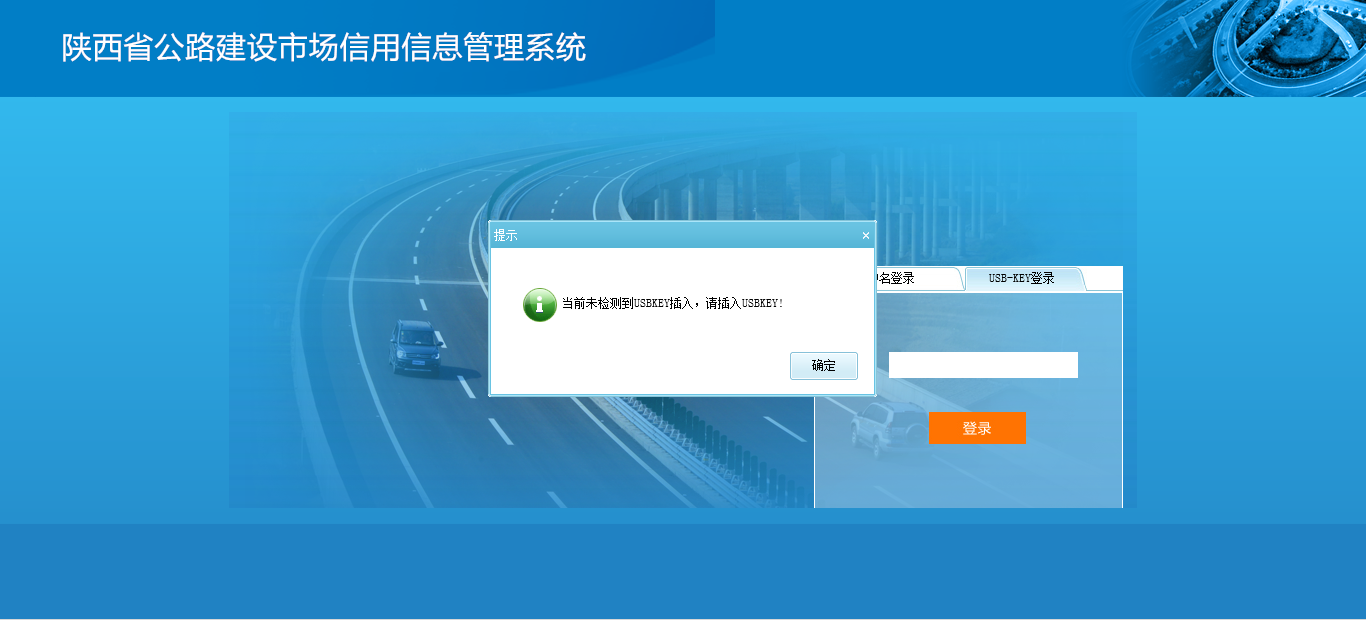 陕西省公路建设市场信用信息管理系统
提示
×
名登录
USB-KEY登录
当前未检测到USBKEY插入，请插入USBKEY!
确定
登录